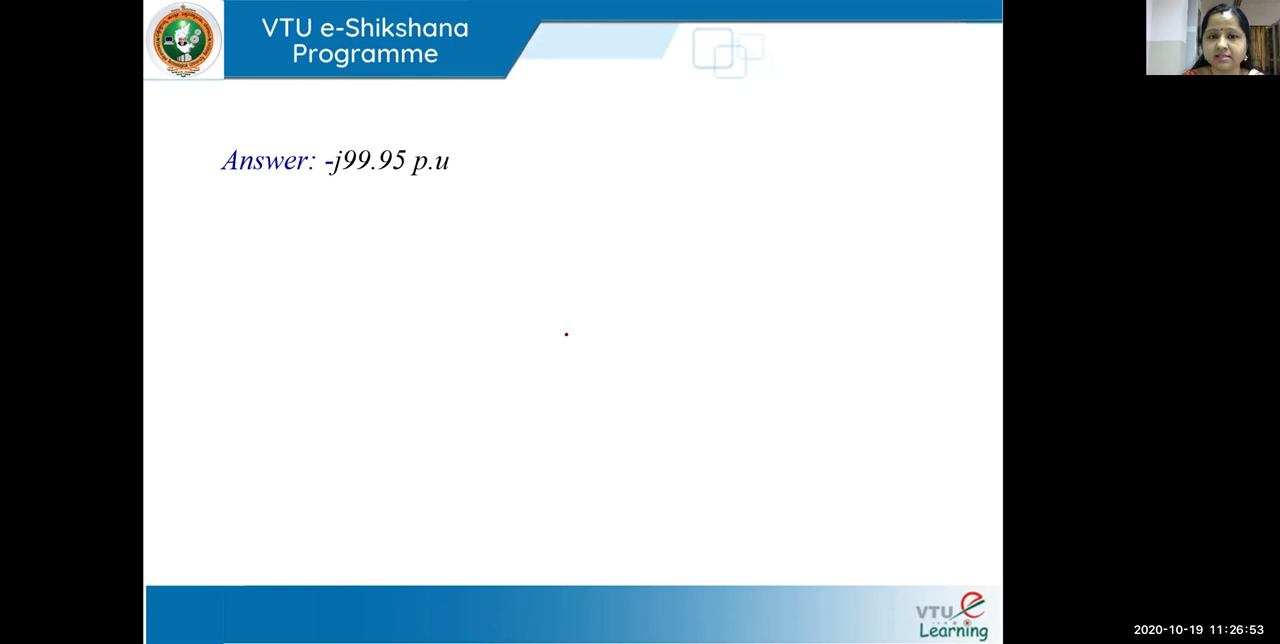 VTU e-Shikshana
Programme
Answer: -j99.95 p.u
VTU
Learning
2020-10-19 11:26:53